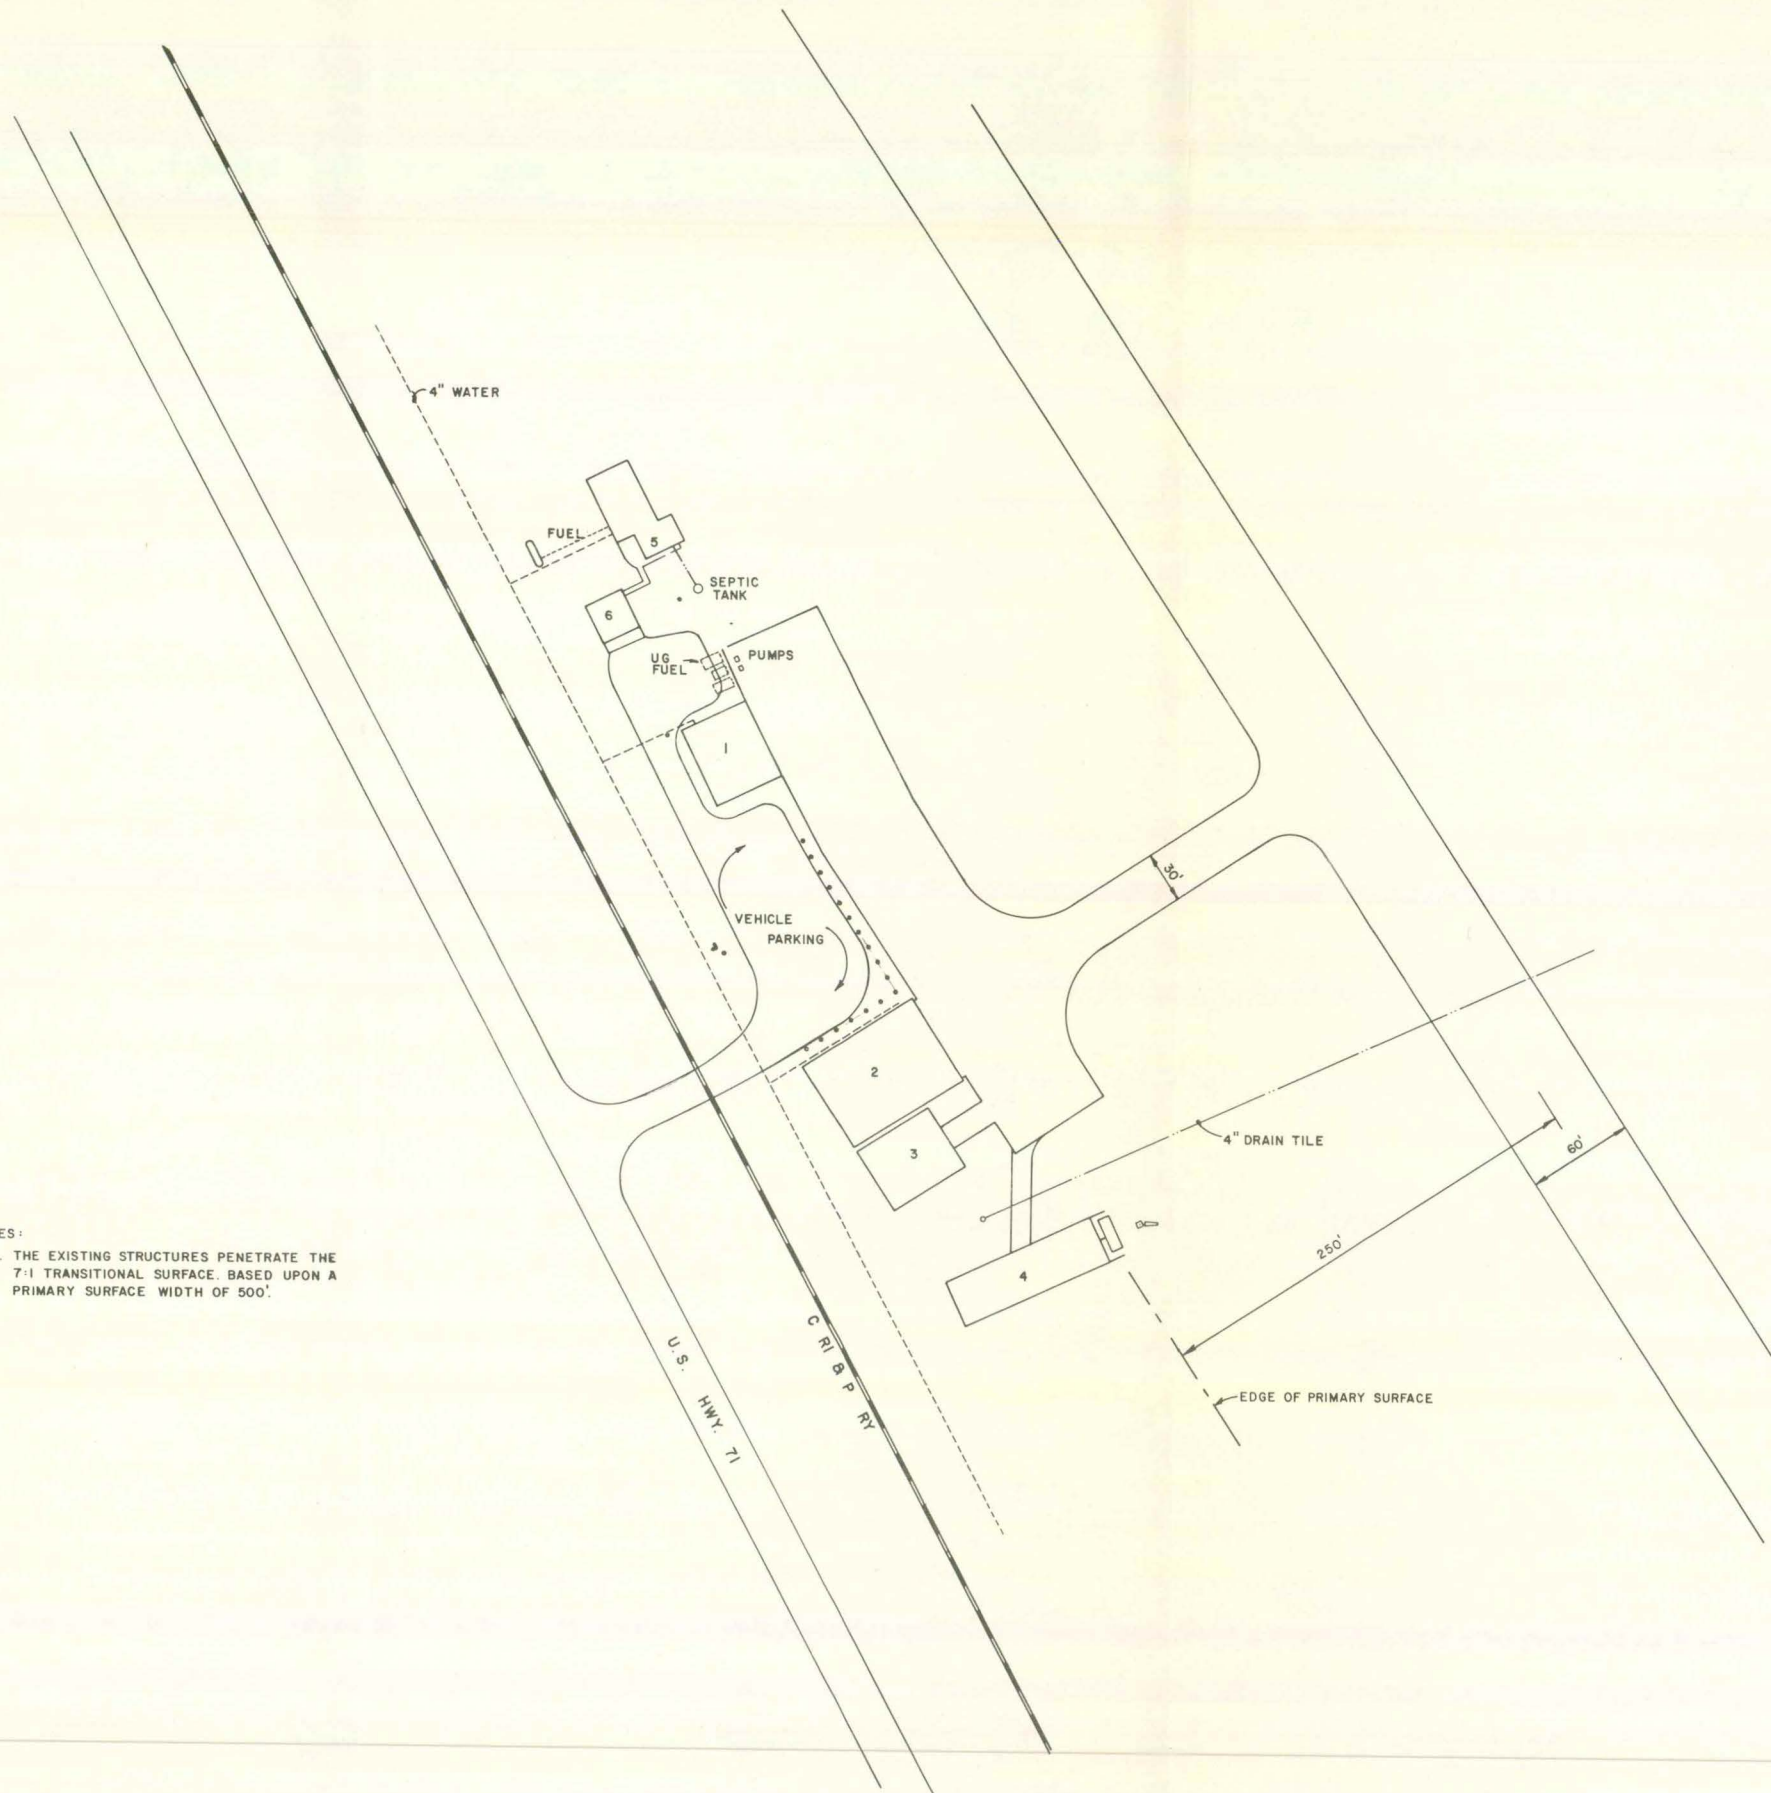 4" WATER
FUEL
5
SEPTIC
TANK
6
UG
FUEL
PUMPS
1
30'
VEHICLE
PARKING
2
3
4" DRAIN TILE
60'
250'
4
ES:
. THE EXISTING STRUCTURES PENETRATE THE
7:1 TRANSITIONAL SURFACE. BASED UPON A
PRIMARY SURFACE WIDTH OF 500'.
C RI & P RY
U.S. HWY. 71
EDGE OF PRIMARY SURFACE